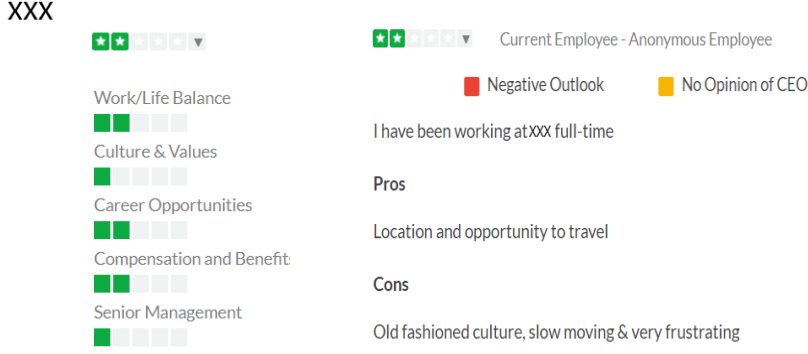 XXX
Current Employee - Anonymous Employee
Negative Outlook
No Opinion of CEO
Work/Life Balance
I have been working at XXX full-time
Culture & Values
Pros
Career Opportunities
Location and opportunity to travel
Compensation and Benefit
Cons
Senior Management
Old fashioned culture, slow moving & very frustrating